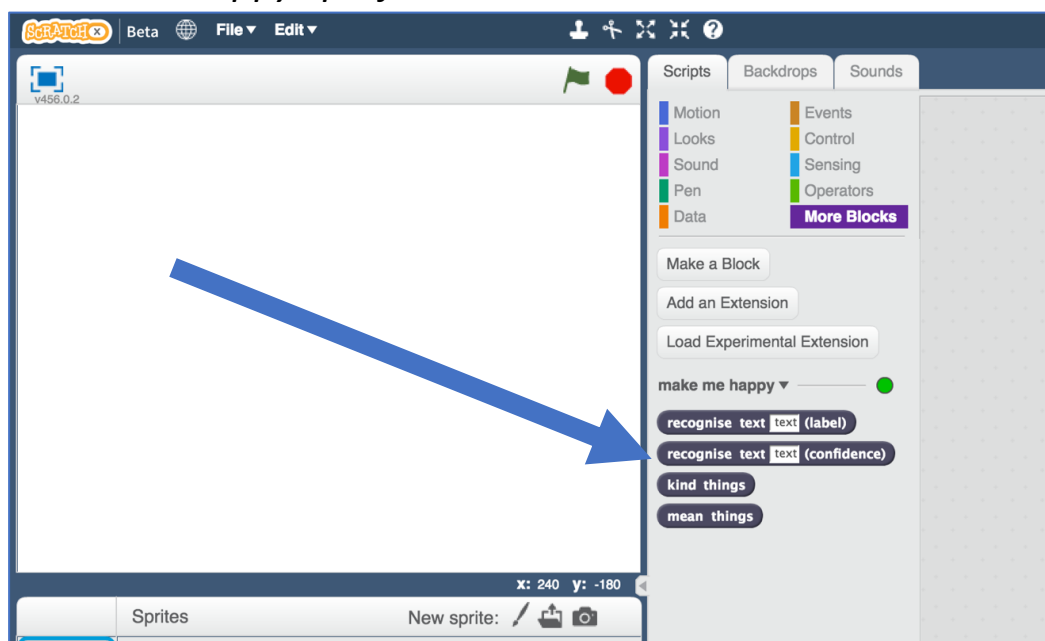 SCRATCH X Beta File▾ Edit▾
v456.0.2
Scripts Backdrops Sounds
Motion Events
Looks Control
Sound Sensing
Pen Operators
Data More Blocks
Make a Block
Add an Extension
Load Experimental Extension
make me happy▾
recognise text text (label)
recognise text text (confidence)
kind things
mean things
x: 240 y: -180
Sprites New sprite: